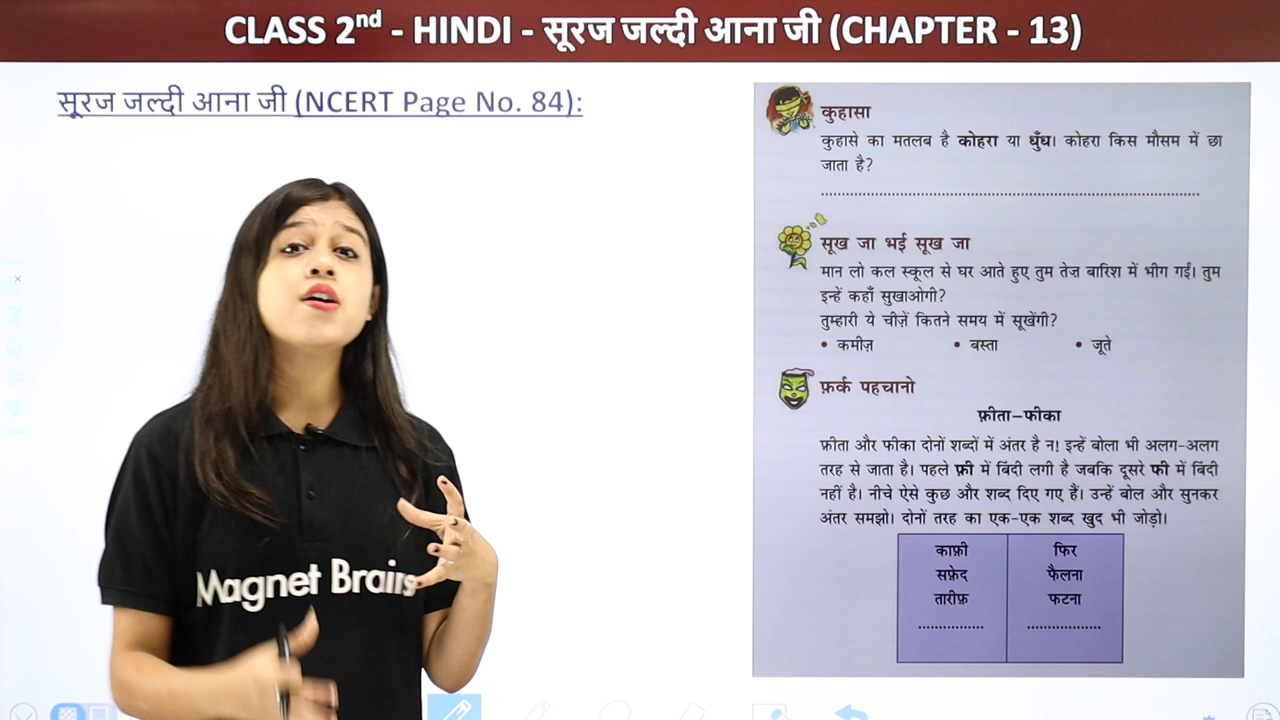 CLASS 2nd - HINDI - सूरज जल्दी आना जी (CHAPTER - 13)
सूरज जल्दी आना जी (NCERT Page No. 84):
कुहासा
कुहासे का मतलब है कोहरा या धुँध। कोहरा किस मौसम में छा
जाता है?
सूख जा भई सूख जा
मान लो कल स्कूल से घर आते हुए तुम तेज बारिश में भीग गईं। तुम
इन्हें कहाँ सुखाओगी?
तुम्हारी ये चीज़ें कितने समय में सूखेंगी?
• कमीज़ • बस्ता • जूते
फ़र्क पहचानो
फ़ीता–फीका
फ़ीता और फीका दोनों शब्दों में अंतर है न! इन्हें बोला भी अलग-अलग
तरह से जाता है। पहले फ़ी में बिंदी लगी है जबकि दूसरे फी में बिंदी
नहीं है। नीचे ऐसे कुछ और शब्द दिए गए हैं। उन्हें बोल और सुनकर
अंतर समझो। दोनों तरह का एक-एक शब्द खुद भी जोड़ो।
काफ़ी फिर
सफ़ेद फैलना
तारीफ़ फटना
Magnet Brains